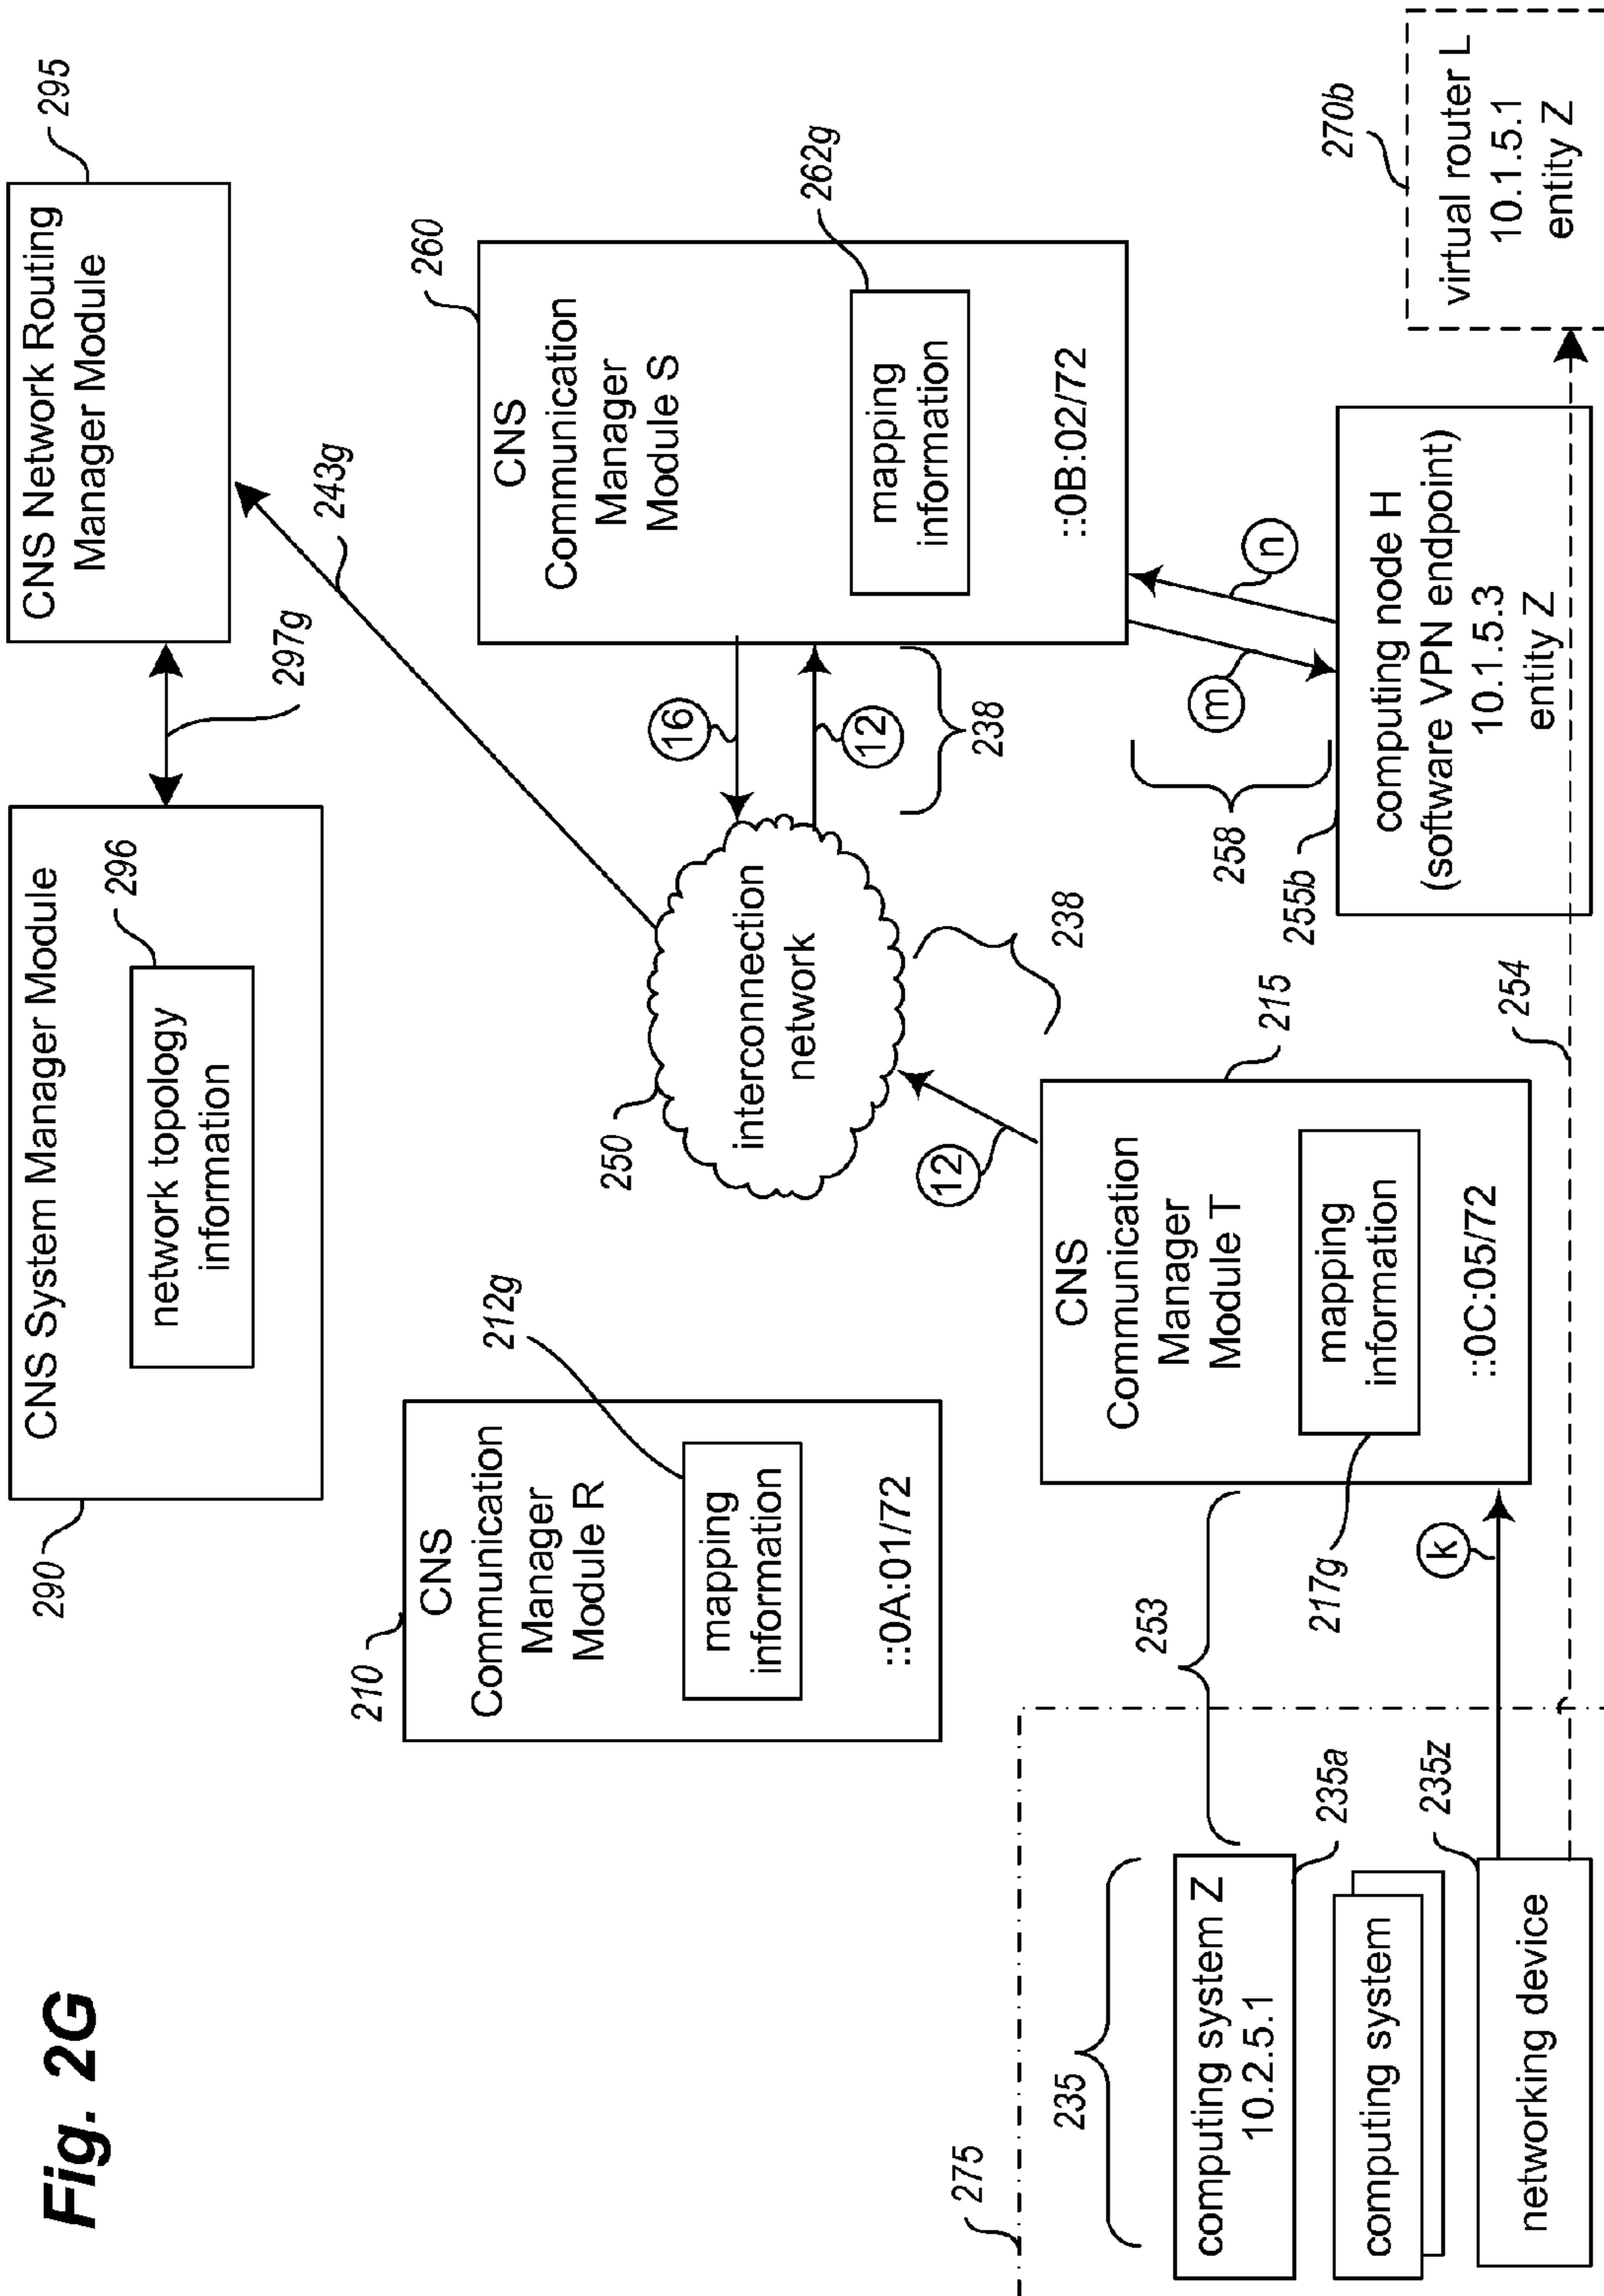 Fig. 2G
290
CNS System Manager Module
296
network topology
information
297g
295
CNS Network Routing
Manager Module
243g
210
CNS
Communication
Manager
Module R
212g
mapping
information
::0A:01/72
250
interconnection
network
16
12
238
260
CNS
Communication
Manager
Module S
262g
mapping
information
::0B:02/72
238
12
215
CNS
Communication
Manager
Module T
mapping
information
217g
::0C:05/72
258
m
n
255b
computing node H
(software VPN endpoint)
10.1.5.3
entity Z
270b
virtual router L
10.1.5.1
entity Z
275
235
253
computing system Z
10.2.5.1
235a
computing system
235z
networking device
k
254